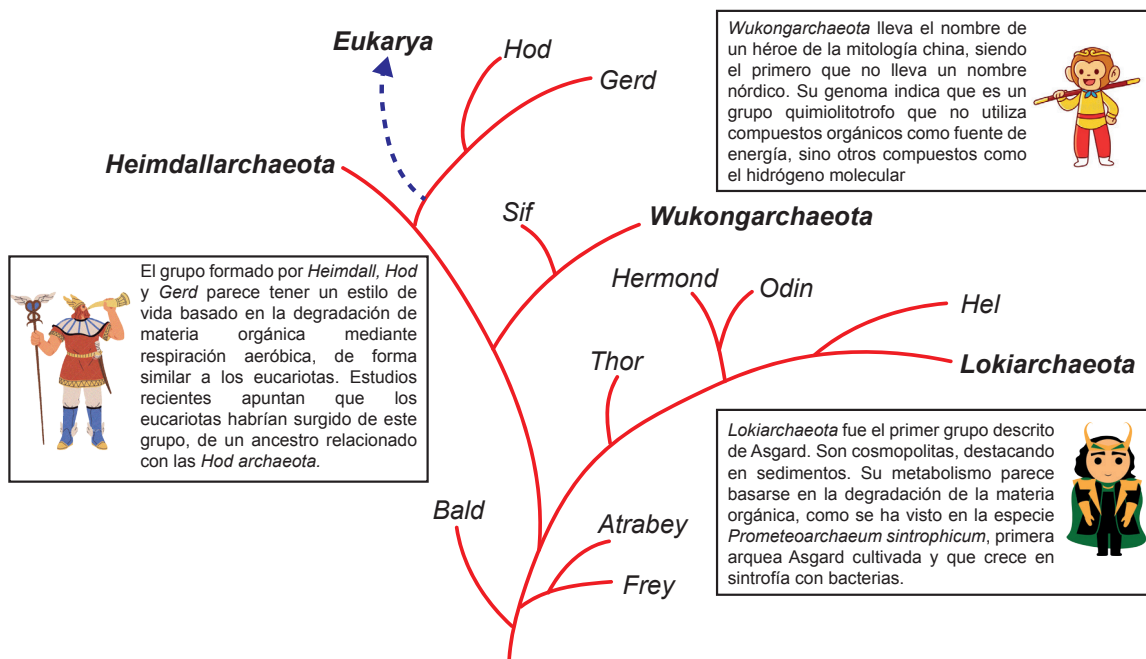 Eukarya
Hod
Gerd
Heimdallarchaeota
Wukongarchaeota lleva el nombre de
un héroe de la mitología china, siendo
el primero que no lleva un nombre
nórdico. Su genoma indica que es un
grupo quimiolitotrofo que no utiliza
compuestos orgánicos como fuente de
energía, sino otros compuestos como
el hidrógeno molecular
Sif
Wukongarchaeota
El grupo formado por Heimdall, Hod
y Gerd parece tener un estilo de
vida basado en la degradación de
materia orgánica mediante
respiración aeróbica, de forma
similar a los eucariotas. Estudios
recientes apuntan que los
eucariotas habrían surgido de este
grupo, de un ancestro relacionado
con las Hod archaeota.
Hermond
Odin
Hel
Thor
Lokiarchaeota
Lokiarchaeota fue el primer grupo descrito
de Asgard. Son cosmopolitas, destacando
en sedimentos. Su metabolismo parece
basarse en la degradación de la materia
orgánica, como se ha visto en la especie
Prometeoarchaeum sintrophicum, primera
arquea Asgard cultivada y que crece en
sintrofía con bacterias.
Bald
Atrabey
Frey